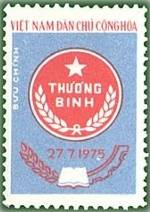 VIỆT NAM DÂN CHỦ CỘNG HÒA
BƯU CHÍNH
THƯƠNG
BINH
27.7.1975